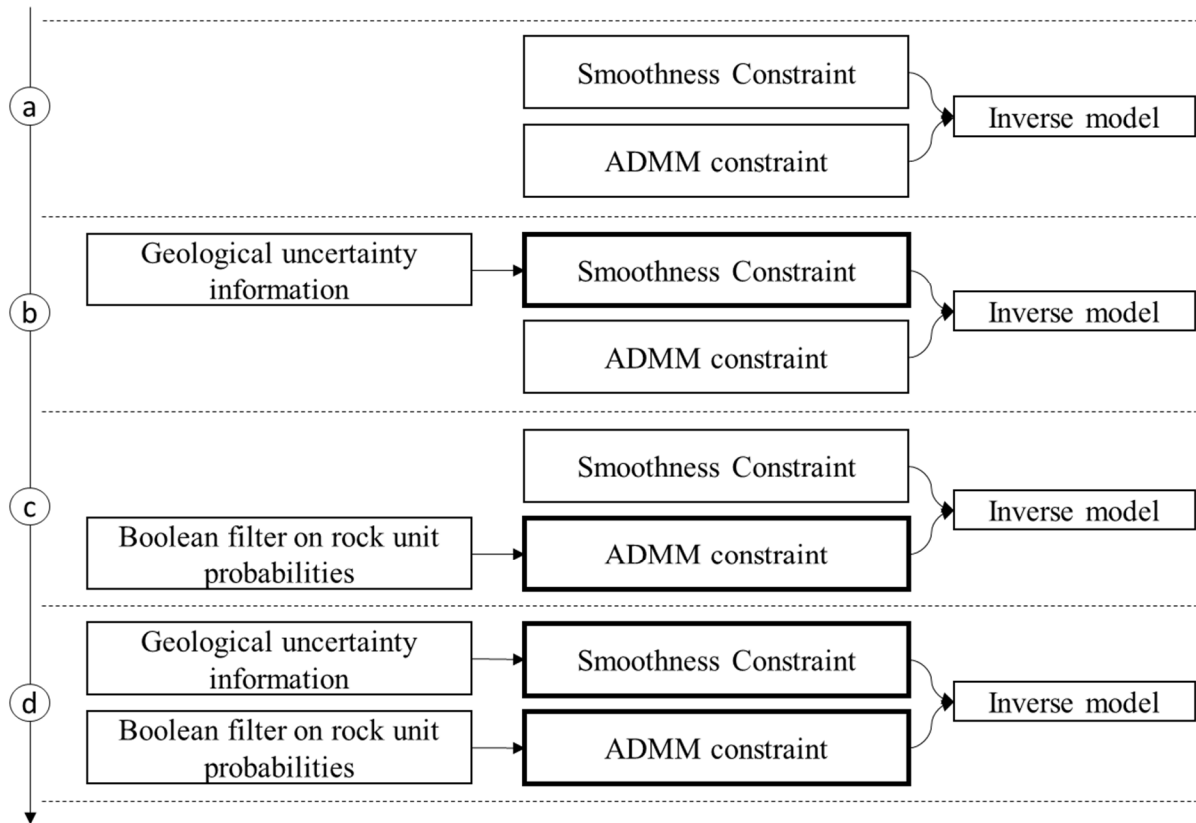 a
Smoothness Constraint
ADMM constraint
Inverse model
b
Geological uncertainty
information
Smoothness Constraint
ADMM constraint
Inverse model
c
Smoothness Constraint
Boolean filter on rock unit
probabilities
ADMM constraint
Inverse model
d
Geological uncertainty
information
Smoothness Constraint
Boolean filter on rock unit
probabilities
ADMM constraint
Inverse model